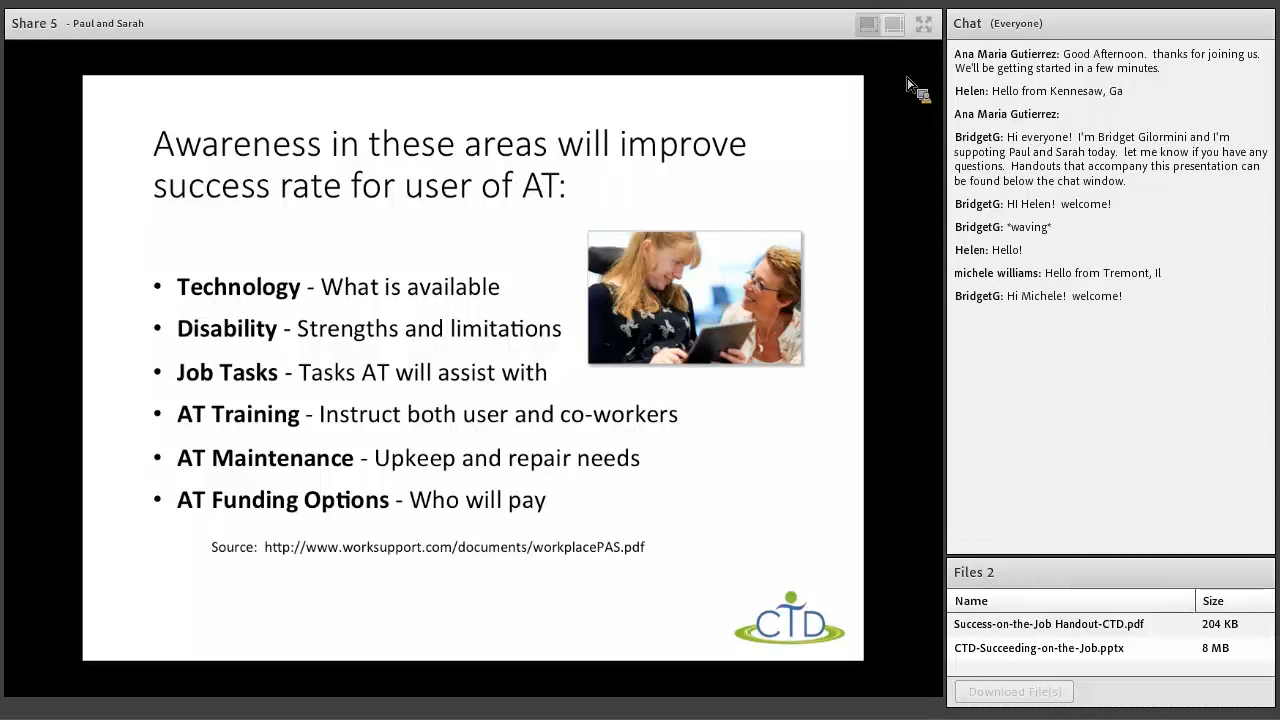 Share 5 - Paul and Sarah
Awareness in these areas will improve
success rate for user of AT:
• Technology - What is available
• Disability - Strengths and limitations
• Job Tasks - Tasks AT will assist with
• AT Training - Instruct both user and co-workers
• AT Maintenance - Upkeep and repair needs
• AT Funding Options - Who will pay
Source: http://www.worksupport.com/documents/workplacePAS.pdf
CTD
Chat (Everyone)
Ana Maria Gutierrez: Good Afternoon. thanks for joining us.
We'll be getting started in a few minutes.
Helen: Hello from Kennesaw, Ga
Ana Maria Gutierrez:
BridgetG: Hi everyone! I'm Bridget Gilormini and I'm
suppoting Paul and Sarah today. let me know if you have any
questions. Handouts that accompany this presentation can
be found below the chat window.
BridgetG: HI Helen! welcome!
BridgetG: *waving*
Helen: Hello!
michele williams: Hello from Tremont, Il
BridgetG: Hi Michele! welcome!
Files 2
Name Size
Success-on-the-Job Handout-CTD.pdf 204 KB
CTD-Succeeding-on-the-Job.pptx 8 MB
Download File(s)